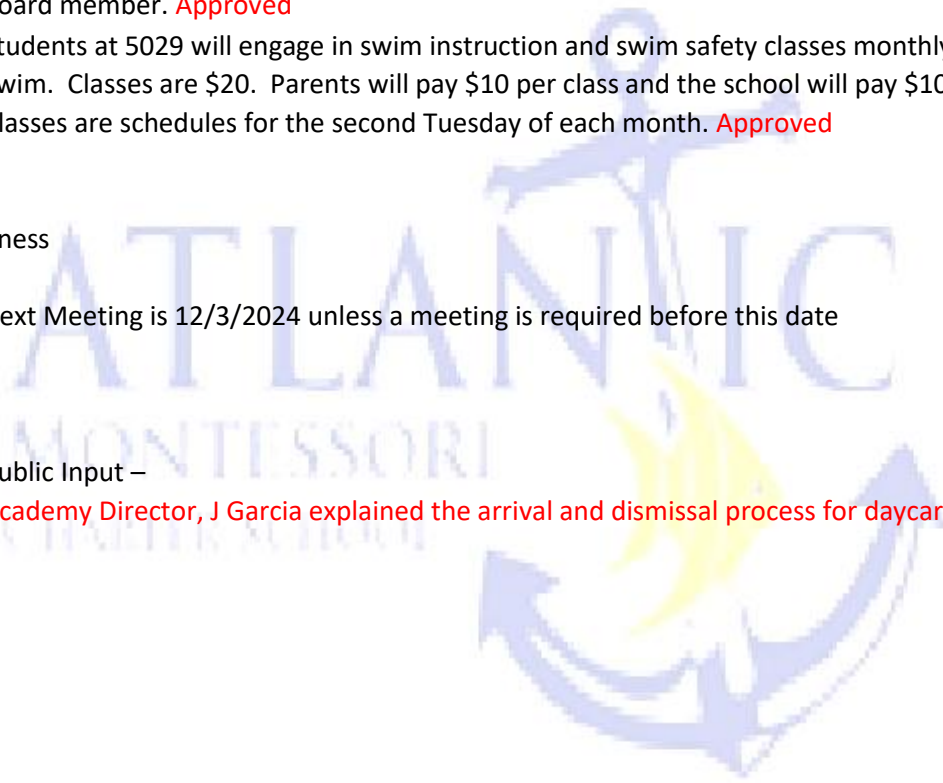 oard member. Approved
tudents at 5029 will engage in swim instruction and swim safety classes monthly
wim. Classes are $20. Parents will pay $10 per class and the school will pay $10
lasses are schedules for the second Tuesday of each month. Approved
ness
ext Meeting is 12/3/2024 unless a meeting is required before this date
ublic Input –
cademy Director, J Garcia explained the arrival and dismissal process for daycar
ATLANTIC
MONTESSORI
CHARTER SCHOOL